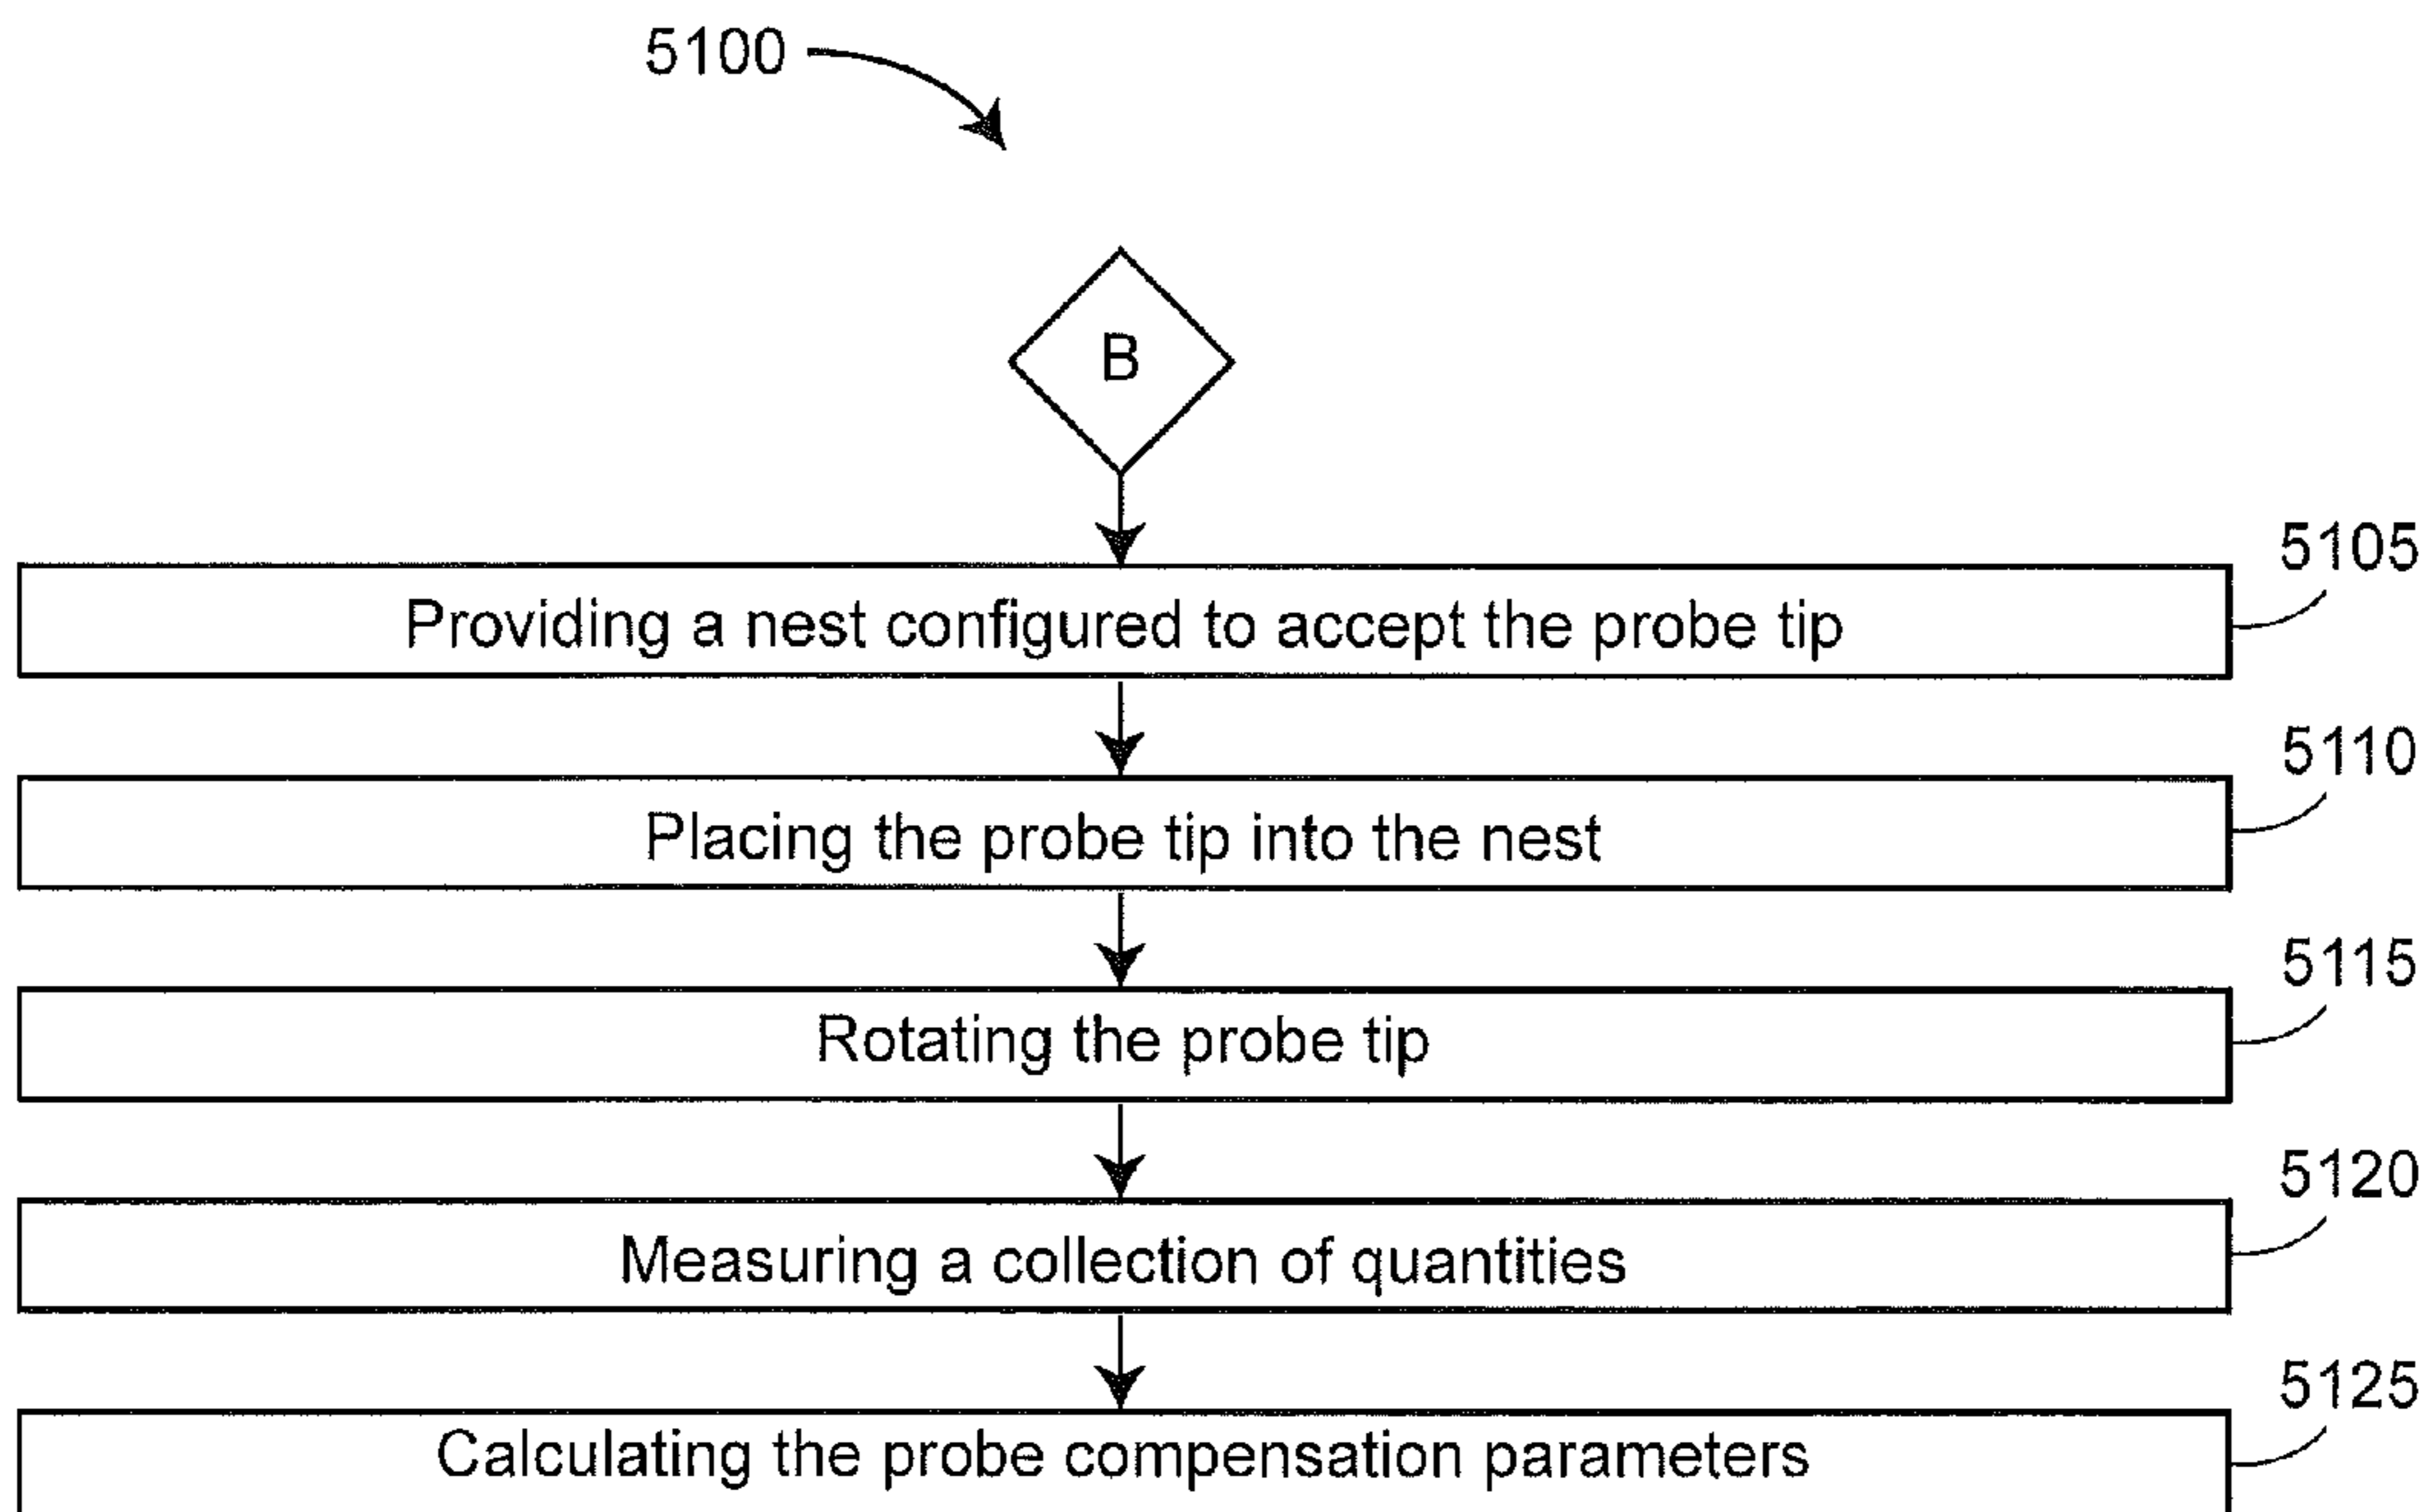 5100
B
5105
Providing a nest configured to accept the probe tip
5110
Placing the probe tip into the nest
5115
Rotating the probe tip
5120
Measuring a collection of quantities
5125
Calculating the probe compensation parameters